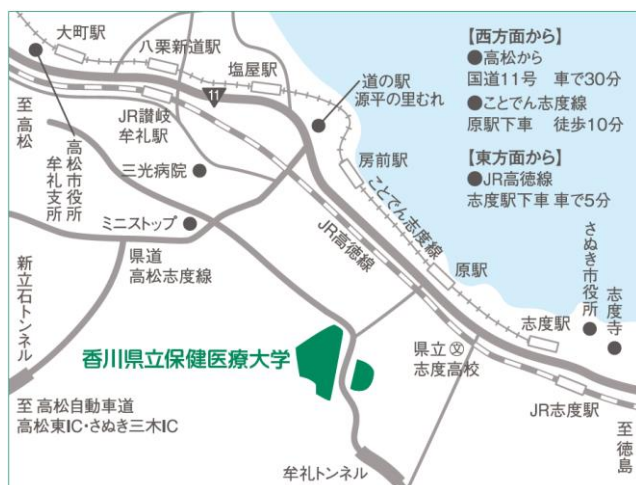 大町駅
八栗新道駅
塩屋駅
11
道の駅
源平の里むれ
JR讃岐
牟礼駅
至高松
高松市役所
牟礼支所
三光病院
ミニストップ
県道
高松志度線
新立石トンネル
房前駅
ことでん志度線
JR高徳線
原駅
さぬき市役所
志度寺
志度駅
県立
志度高校
文
JR志度駅
至徳島
香川県立保健医療大学
至 高松自動車道
高松東IC・さぬき三木IC
牟礼トンネル
【西方面から】
●高松から
国道11号 車で30分
●ことでん志度線
原駅下車 徒歩10分
【東方面から】
●JR高徳線
志度駅下車 車で5分